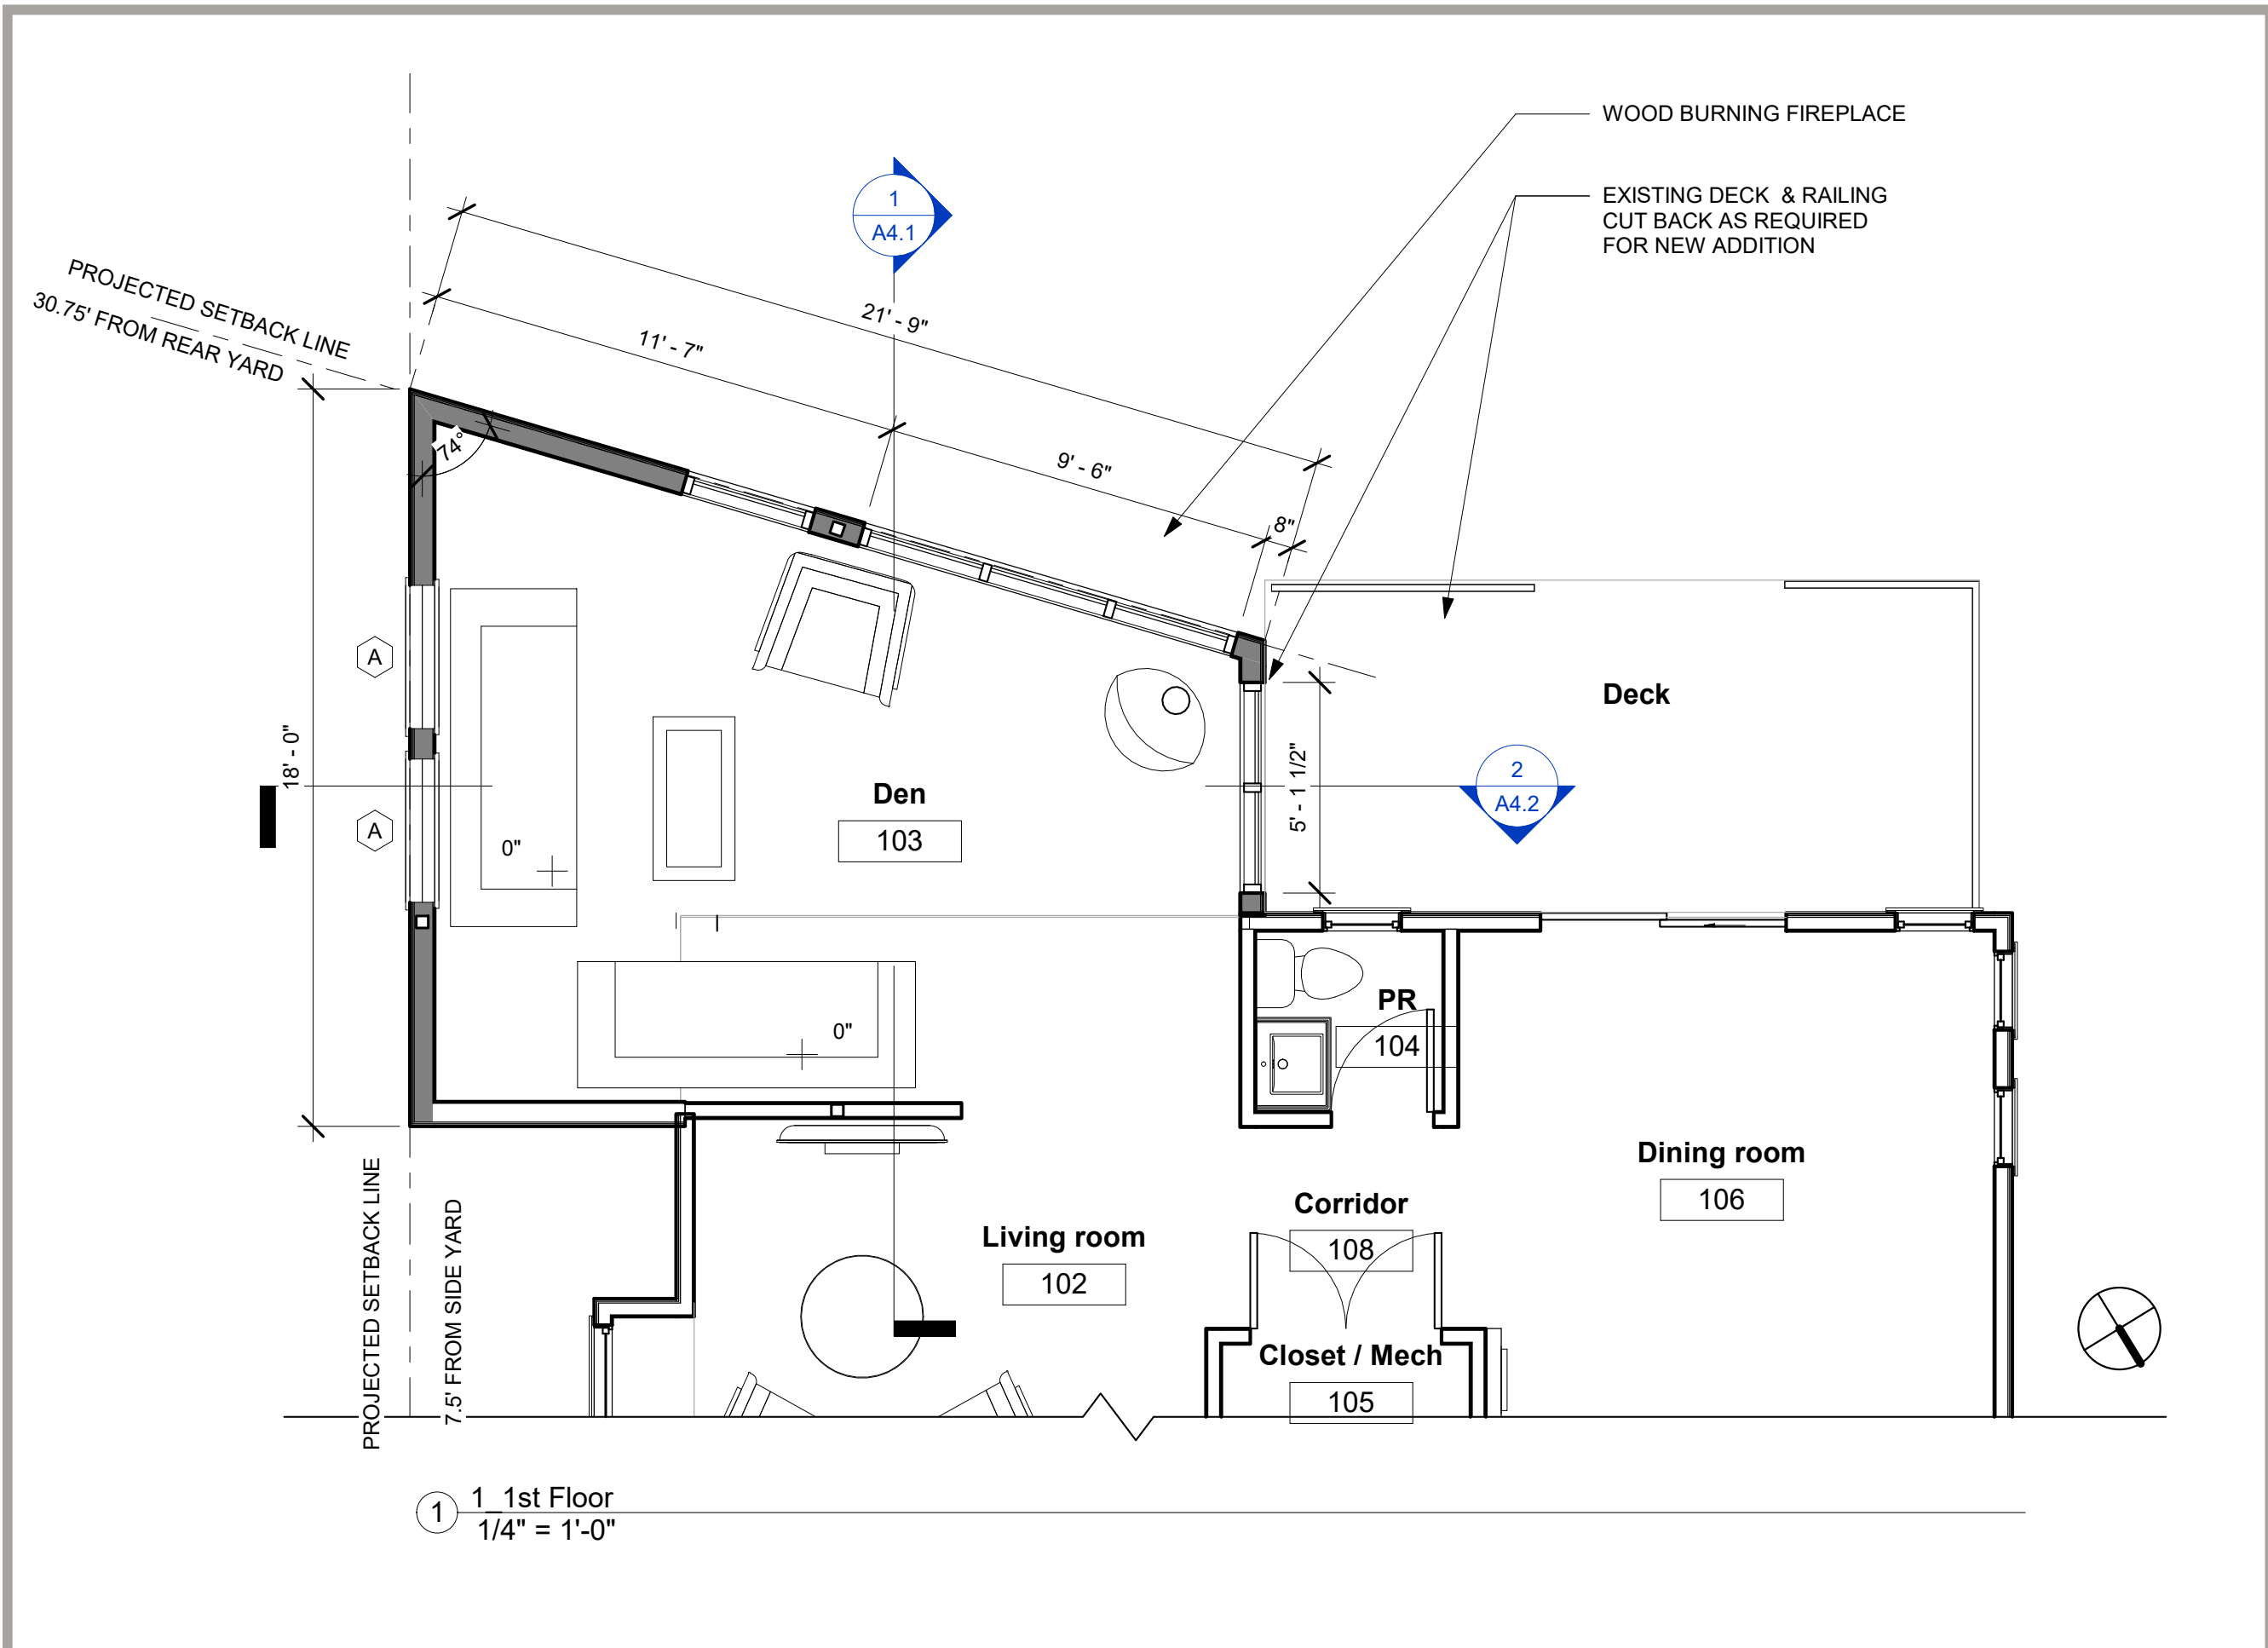 WOOD BURNING FIREPLACE
EXISTING DECK & RAILING
CUT BACK AS REQUIRED
FOR NEW ADDITION
1
A4.1
PROJECTED SETBACK LINE
30.75' FROM REAR YARD
21' - 9"
11' - 7"
9' - 6"
8"
74°
A
18' - 0"
A
Deck
5' - 1 1/2"
2
A4.2
Den
103
0"
0"
PR
104
Dining room
106
Corridor
108
Living room
102
Closet / Mech
105
PROJECTED SETBACK LINE
7.5' FROM SIDE YARD
1
1_1st Floor
1/4" = 1'-0"